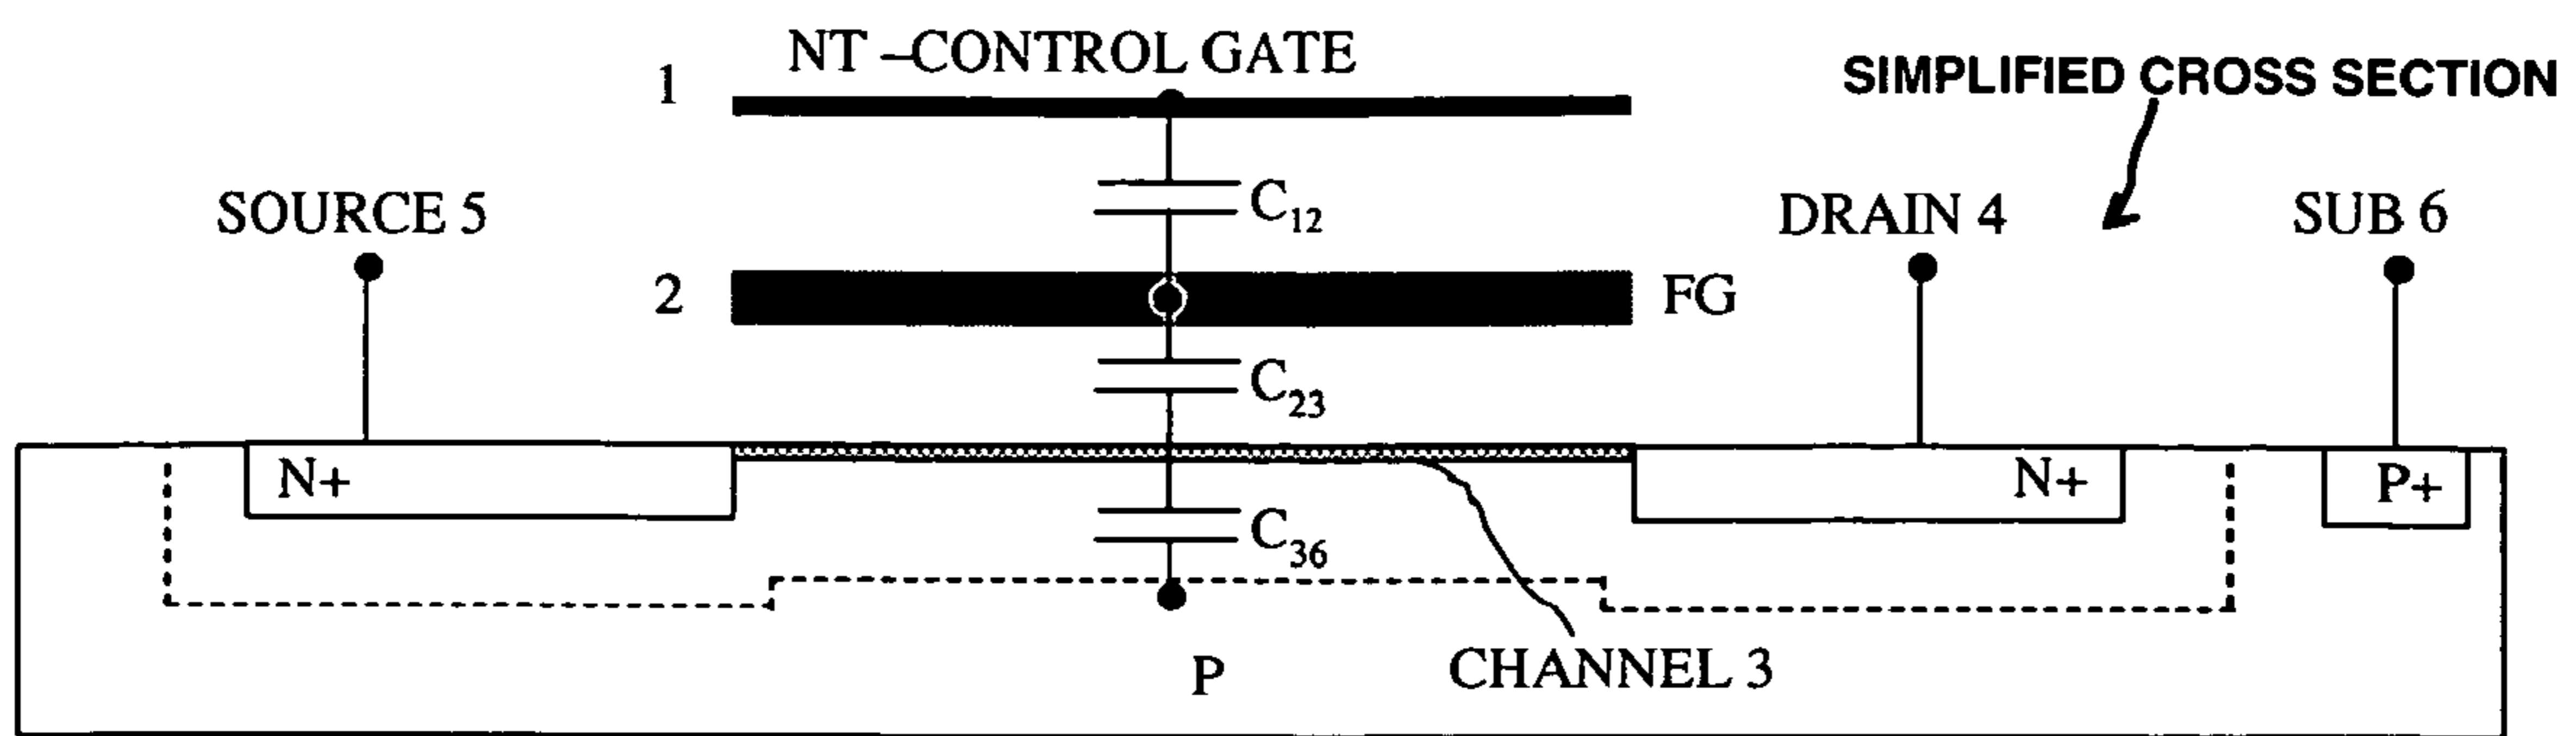 NT –CONTROL GATE
1
SIMPLIFIED CROSS SECTION
SOURCE 5
C12
DRAIN 4
SUB 6
2
FG
C23
N+
N+
P+
C36
P
CHANNEL 3